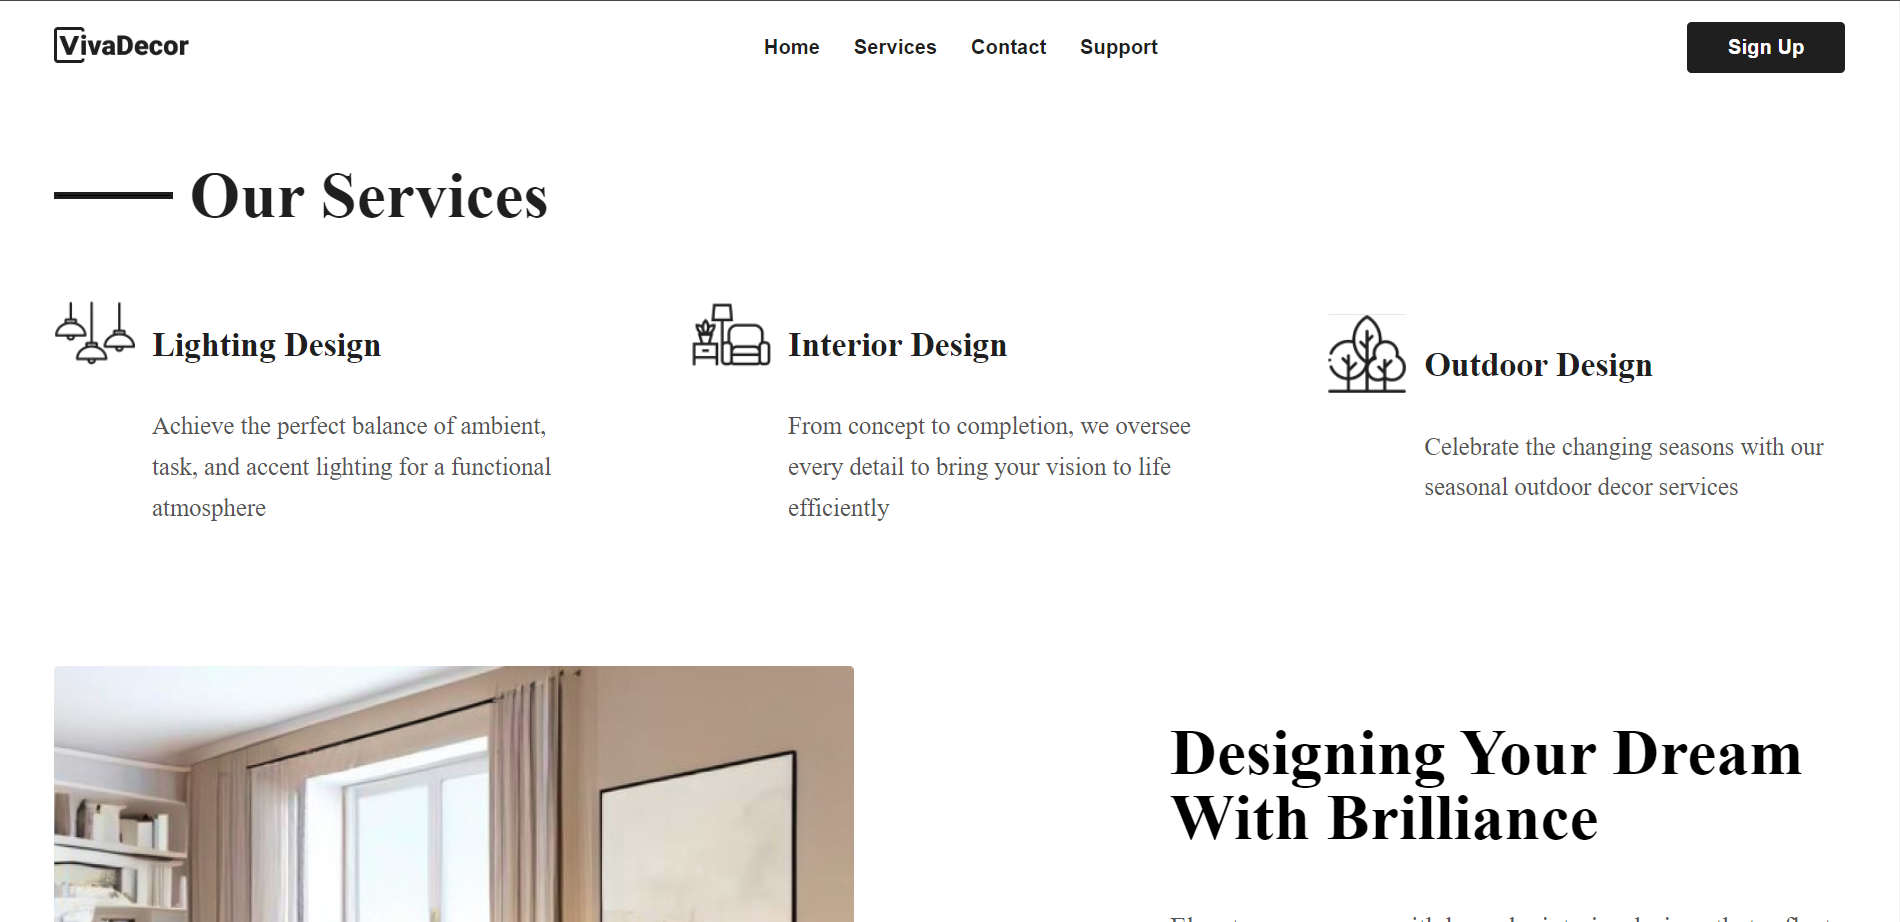 VivaDecor
Home Services Contact Support
Sign Up
Our Services
Lighting Design
Achieve the perfect balance of ambient,
task, and accent lighting for a functional
atmosphere
Interior Design
From concept to completion, we oversee
every detail to bring your vision to life
efficiently
Outdoor Design
Celebrate the changing seasons with our
seasonal outdoor decor services
Designing Your Dream
With Brilliance